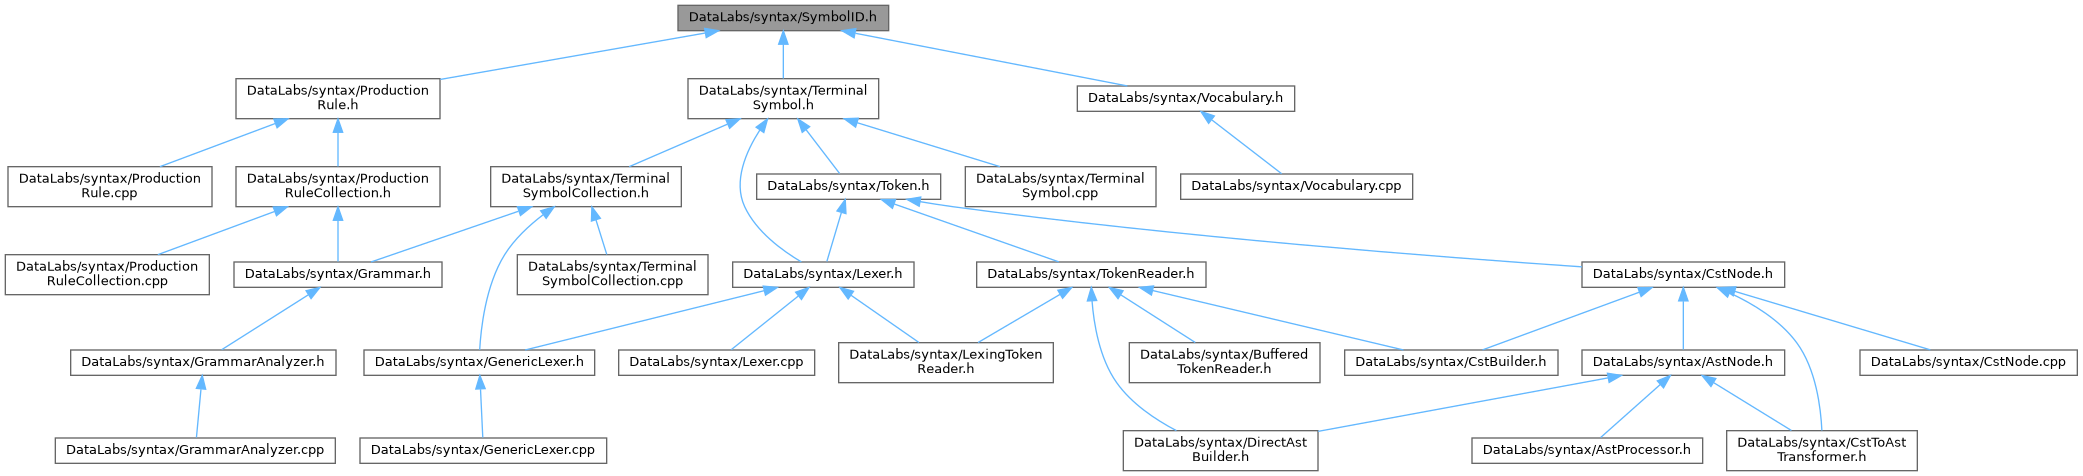 DataLabs/syntax/SymbolID.h
DataLabs/syntax/Production
Rule.h
DataLabs/syntax/Terminal
Symbol.h
DataLabs/syntax/Vocabulary.h
DataLabs/syntax/Production
Rule.cpp
DataLabs/syntax/Production
RuleCollection.h
DataLabs/syntax/Terminal
SymbolCollection.h
DataLabs/syntax/Token.h
DataLabs/syntax/Terminal
Symbol.cpp
DataLabs/syntax/Vocabulary.cpp
DataLabs/syntax/Production
RuleCollection.cpp
DataLabs/syntax/Grammar.h
DataLabs/syntax/Terminal
SymbolCollection.cpp
DataLabs/syntax/Lexer.h
DataLabs/syntax/TokenReader.h
DataLabs/syntax/CstNode.h
DataLabs/syntax/GrammarAnalyzer.h
DataLabs/syntax/GenericLexer.h
DataLabs/syntax/Lexer.cpp
DataLabs/syntax/LexingToken
Reader.h
DataLabs/syntax/Buffered
TokenReader.h
DataLabs/syntax/CstBuilder.h
DataLabs/syntax/AstNode.h
DataLabs/syntax/CstNode.cpp
DataLabs/syntax/GrammarAnalyzer.cpp
DataLabs/syntax/GenericLexer.cpp
DataLabs/syntax/DirectAst
Builder.h
DataLabs/syntax/AstProcessor.h
DataLabs/syntax/CstToAst
Transformer.h